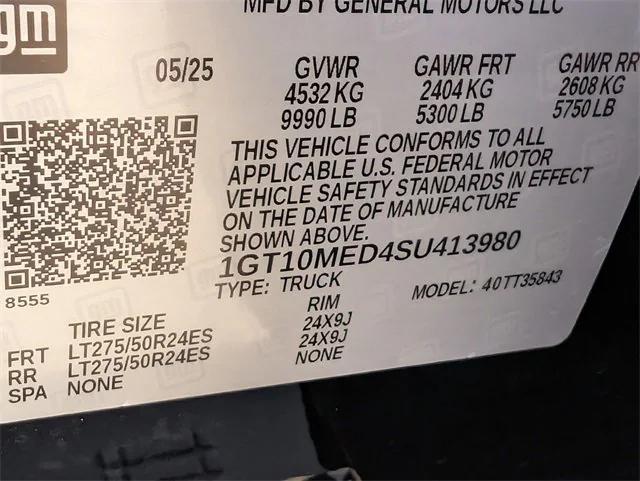 MFD BY GENERAL MOTORS LLC
gm
05/25 GVWR GAWR FRT GAWR RR
4532 KG 2404 KG 2608 KG
9990 LB 5300 LB 5750 LB
THIS VEHICLE CONFORMS TO ALL
APPLICABLE U.S. FEDERAL MOTOR
VEHICLE SAFETY STANDARDS IN EFFECT
ON THE DATE OF MANUFACTURE
SHOWN ABOVE.
1GT10MED4SU413980
8555
TYPE: TRUCK MODEL: 40TT35843
TIRE SIZE RIM
FRT LT275/50R24ES 24X9J
RR LT275/50R24ES 24X9J
SPA NONE NONE